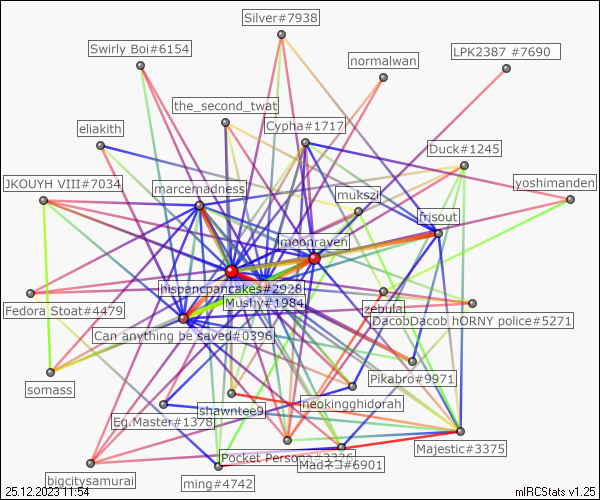 Silver#7938
Swirly Boi#6154
LPK2387 #7690
normalwan
the_second_twat
Cypha#1717
eliakith
Duck#1245
JKOUYH VIII#7034
marcemadness
yoshimanden
mukszi
frisout
moonraven
hispancpancakes#2928
Mushy#1984
zebular
Fedora Stoat#4479
DacobDacob hORNY police#5271
Can anything be saved#0396
Pikabro#9971
somass
neokingghidorah
shawntee9
Eg.Master#1378
Majestic#3375
Pocket Persona#3336
Madネコ#6901
bigcitysamurai
ming#4742
25.12.2023 11:54
mIRCStats v1.25